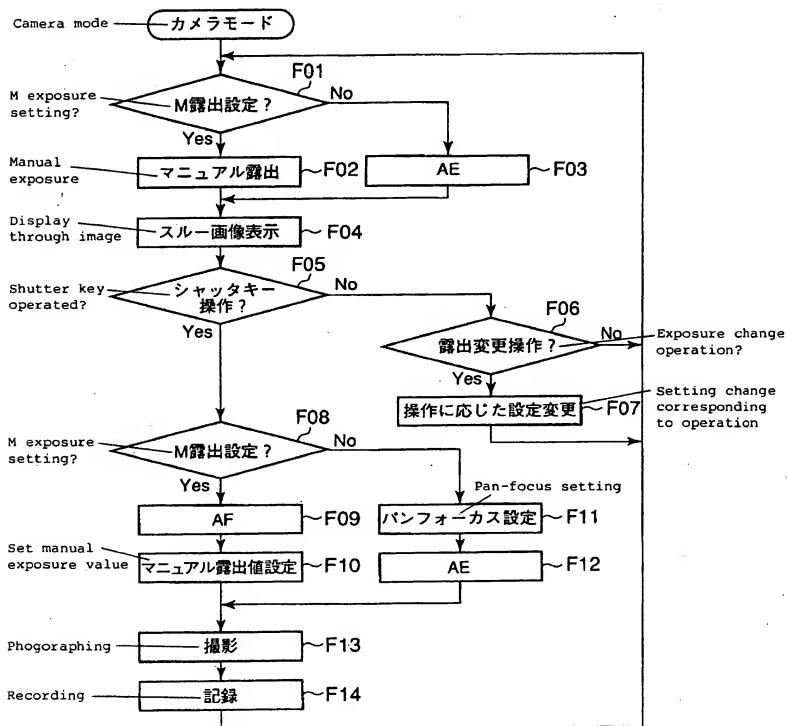 Camera mode
カメラモード
F01
M exposure
setting?
M露出設定?
No
Yes
Manual
exposure
マニュアル露出
F02
AE
F03
Display
through image
スルー画像表示
F04
F05
Shutter key
operated?
シャッタキー
操作?
No
Yes
F06
露出変更操作?
No
Exposure change
operation?
Yes
操作に応じた設定変更
F07
Setting change
corresponding
to operation
F08
M exposure
setting?
M露出設定?
No
Yes
Pan-focus setting
AF
F09
パンフォーカス設定
F11
Set manual
exposure value
マニュアル露出値設定
F10
AE
F12
Phogoraphing
撮影
F13
Recording
記録
F14